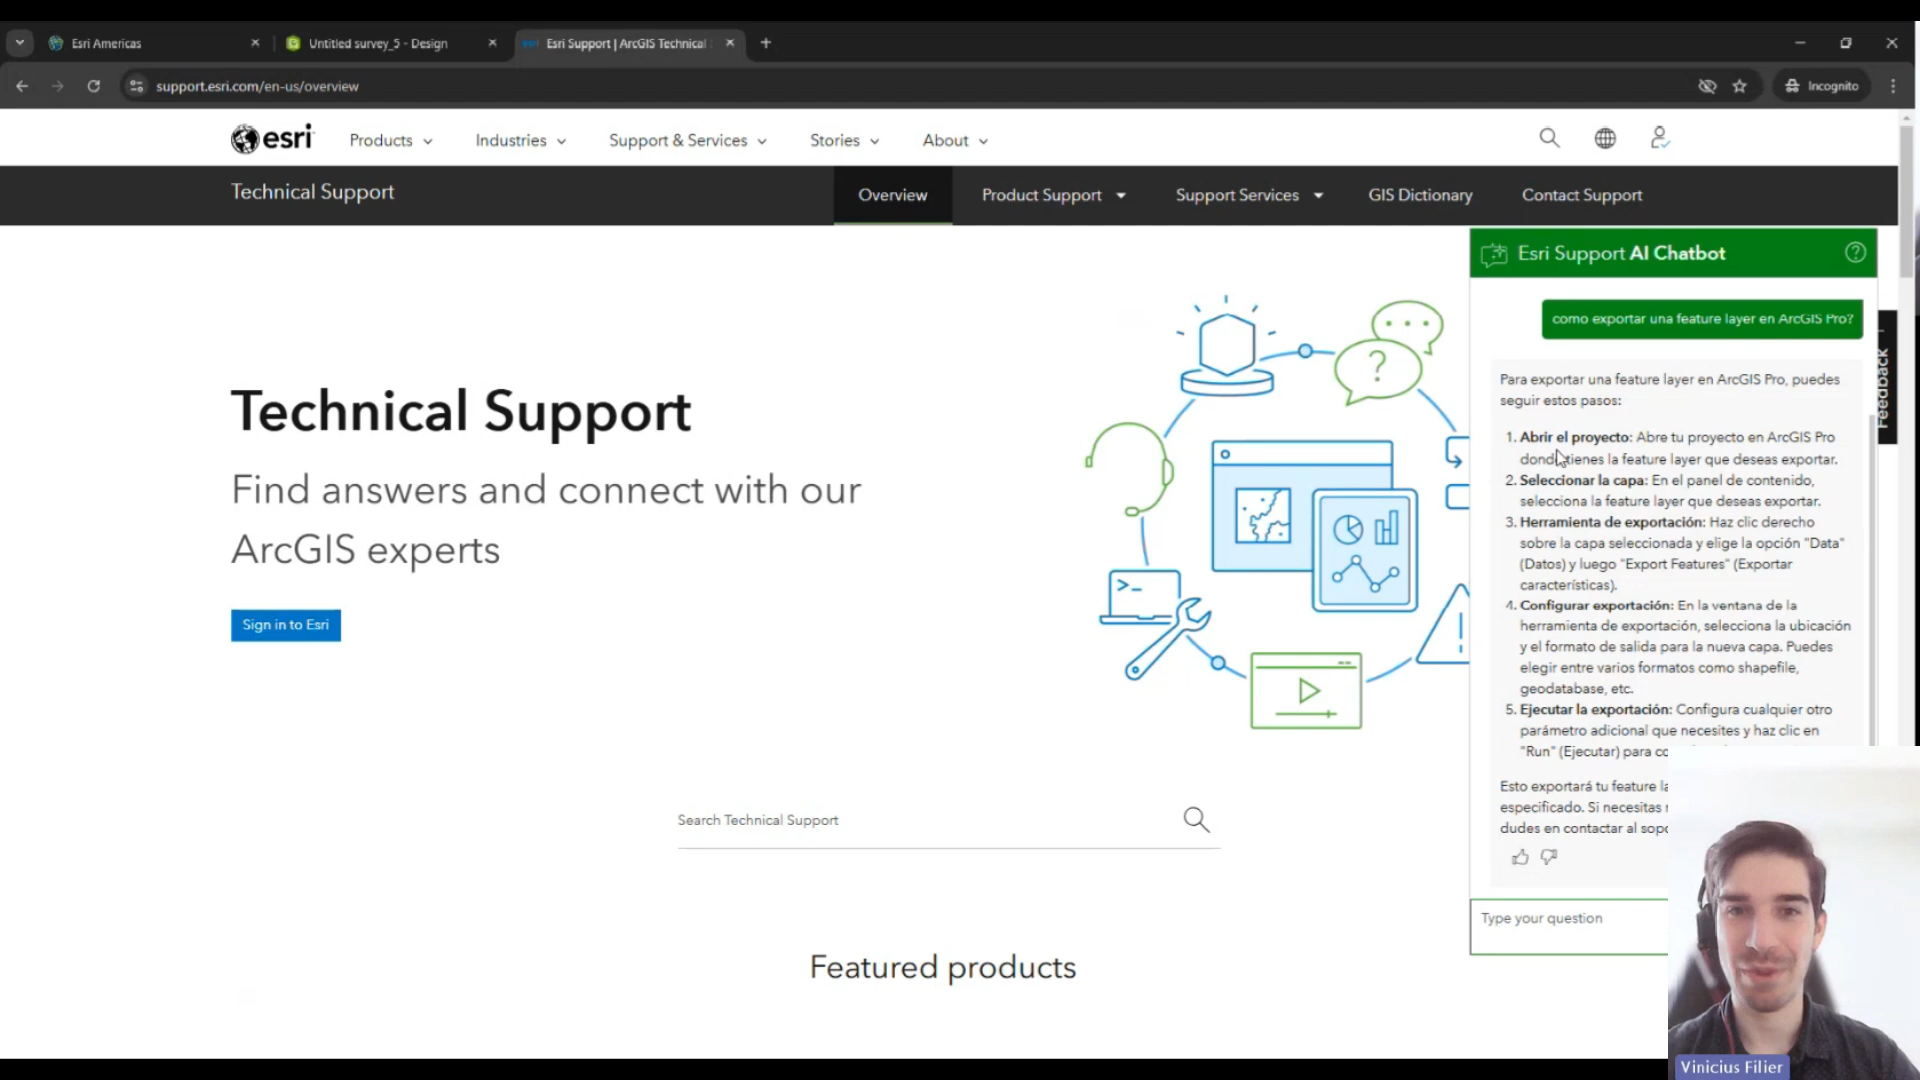 Esri Americas
Untitled survey_5 - Design
Esri Support | ArcGIS Technical
support.esri.com/en-us/overview
Incognito
esri
Products
Industries
Support & Services
Stories
About
Technical Support
Overview
Product Support
Support Services
GIS Dictionary
Contact Support
Esri Support AI Chatbot
como exportar una feature layer en ArcGIS Pro?
Feedback
Para exportar una feature layer en ArcGIS Pro, puedes
seguir estos pasos:
1. Abrir el proyecto: Abre tu proyecto en ArcGIS Pro
donde tienes la feature layer que deseas exportar.
2. Seleccionar la capa: En el panel de contenido,
selecciona la feature layer que deseas exportar.
3. Herramienta de exportación: Haz clic derecho
sobre la capa seleccionada y elige la opción "Data"
(Datos) y luego "Export Features" (Exportar
características).
4. Configurar exportación: En la ventana de la
herramienta de exportación, selecciona la ubicación
y el formato de salida para la nueva capa. Puedes
elegir entre varios formatos como shapefile,
geodatabase, etc.
5. Ejecutar la exportación: Configura cualquier otro
parámetro adicional que necesites y haz clic en
"Run" (Ejecutar) para
Esto exportará tu feature
especificado. Si necesitas
dudes en contactar al
Type your question
Technical Support
Find answers and connect with our
ArcGIS experts
Sign in to Esri
Search Technical Support
Featured products
Vinicius Filier